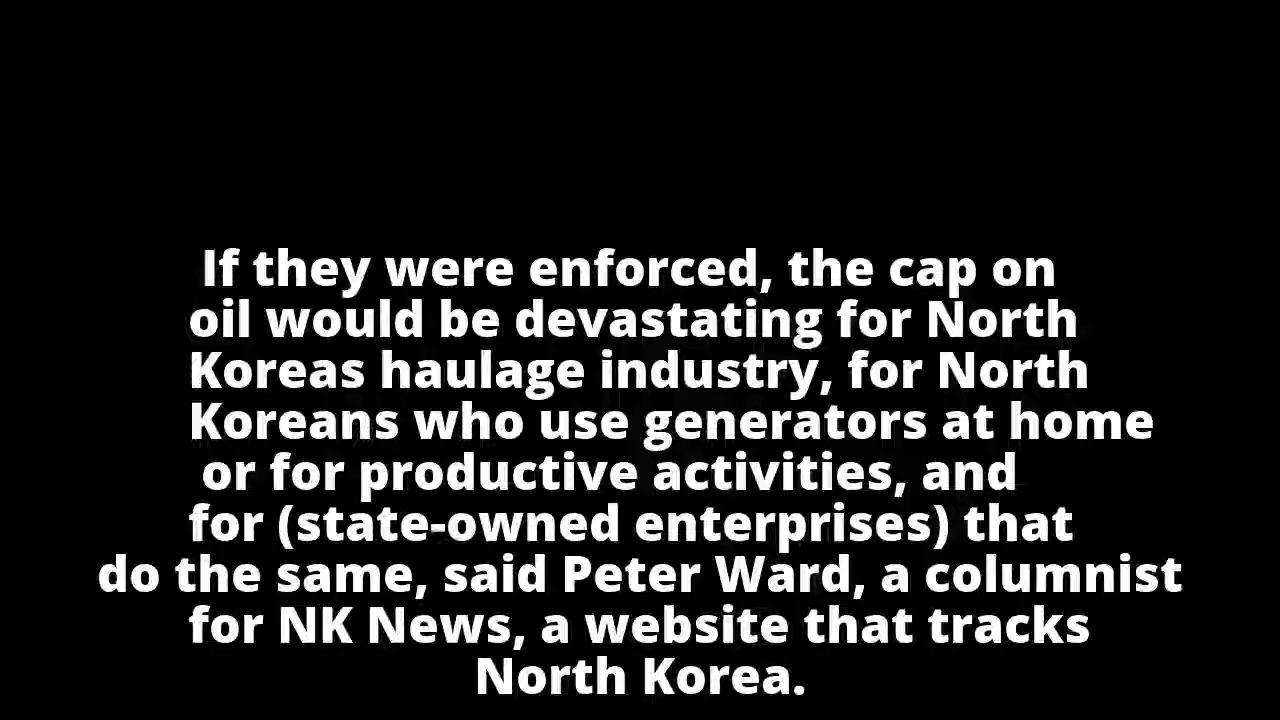 If they were enforced, the cap on
oil would be devastating for North
Koreas haulage industry, for North
Koreans who use generators at home
or for productive activities, and
for (state-owned enterprises) that
do the same, said Peter Ward, a columnist
for NK News, a website that tracks
North Korea.